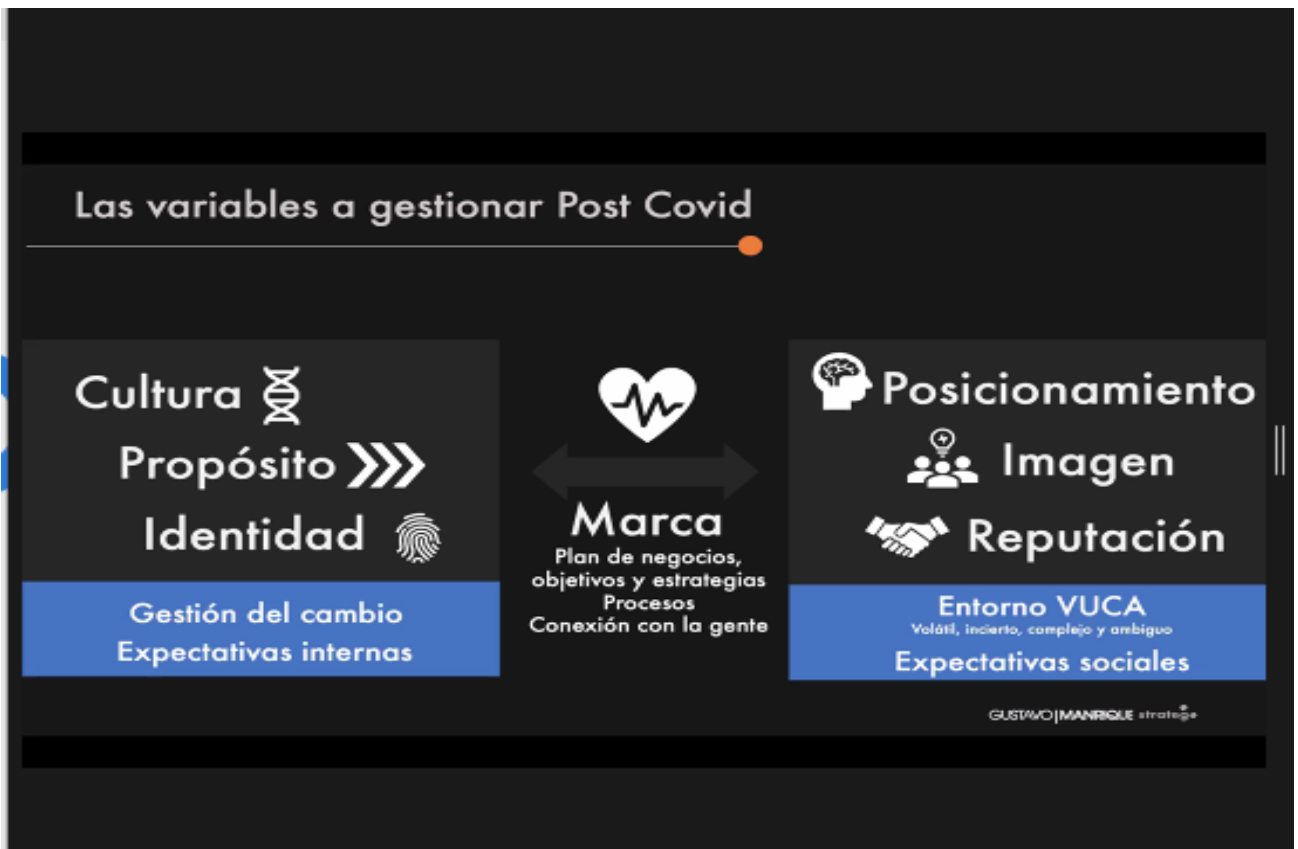 Las variables a gestionar Post Covid
Cultura
Propósito
Identidad
Gestión del cambio
Expectativas internas
Marca
Plan de negocios,
objetivos y estrategias
Procesos
Conexión con la gente
Posicionamiento
Imagen
Reputación
Entorno VUCA
Volátil, incierto, complejo y ambiguo
Expectativas sociales
GUSTAVO|MANRIQUE stratego